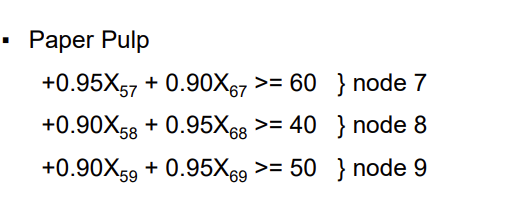 ▪ Paper Pulp
+0.95X₅₇ + 0.90X₆₇ >= 60 } node 7
+0.90X₅₈ + 0.95X₆₈ >= 40 } node 8
+0.90X₅₉ + 0.95X₆₉ >= 50 } node 9